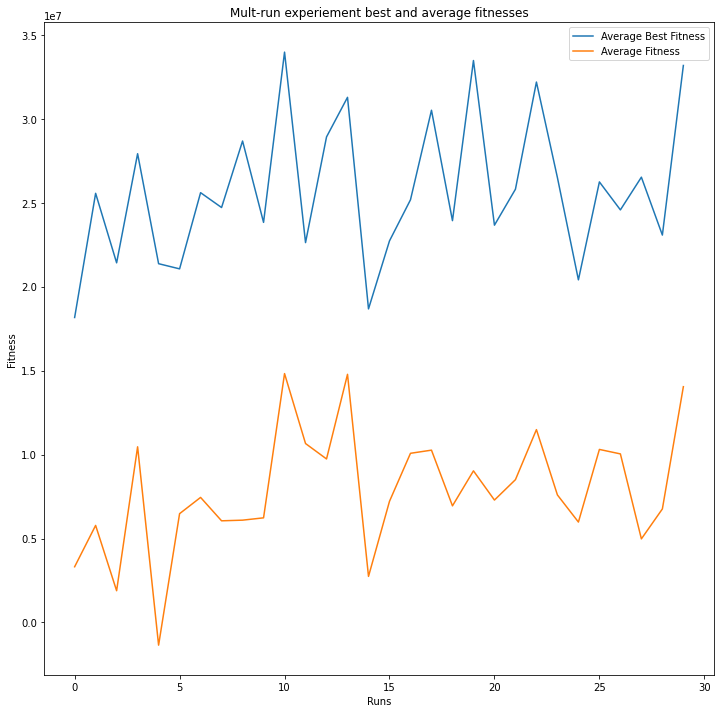 Mult-run experiement best and average fitnesses
1e7
Average Best Fitness
Average Fitness
3.5
3.0
2.5
2.0
1.5
1.0
0.5
0.0
Fitness
0 5 10 15 20 25 30
Runs